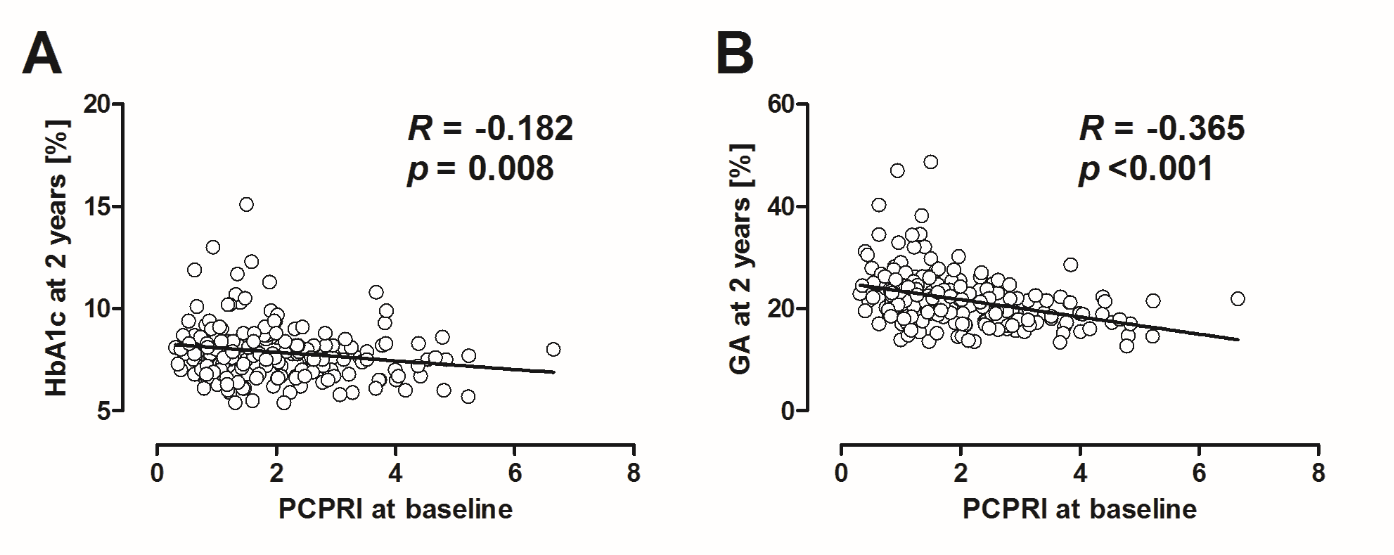 A
R = -0.182
p = 0.008
HbA1c at 2 years [%]
20
15
10
5
0 2 4 6 8
PCPRI at baseline
B
R = -0.365
p <0.001
GA at 2 years [%]
60
40
20
0
0 2 4 6 8
PCPRI at baseline